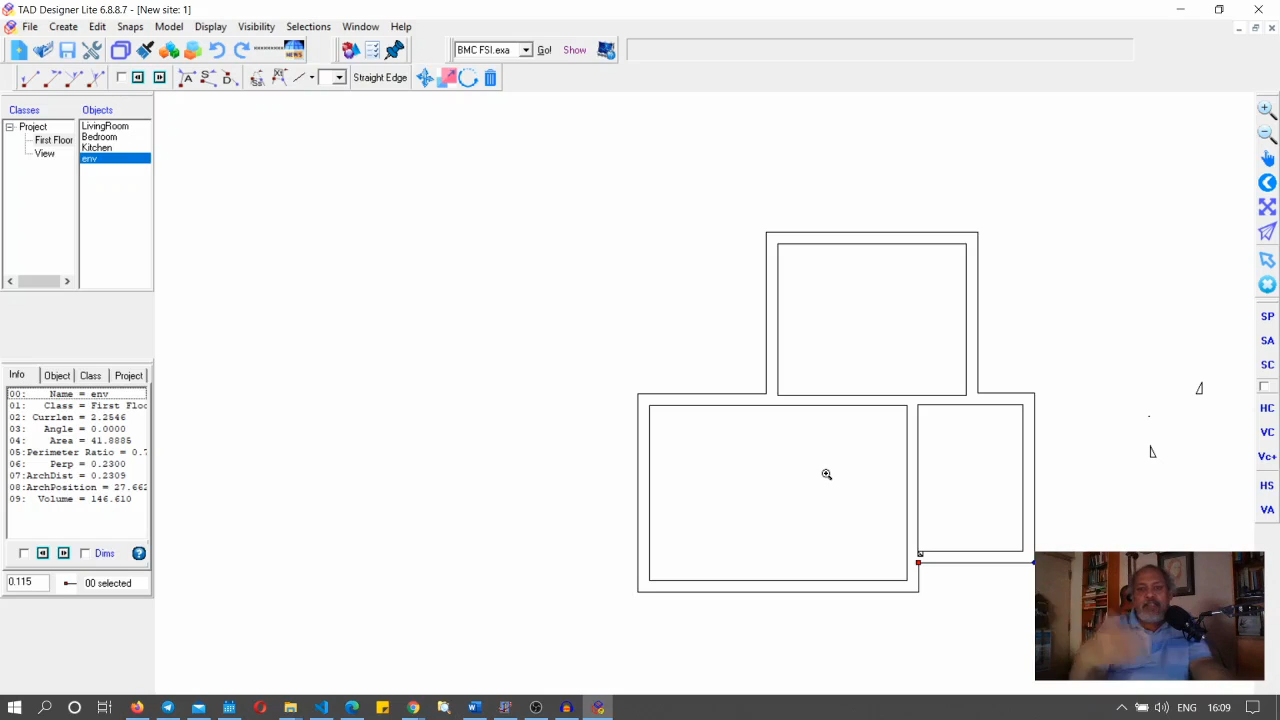 TAD Designer Lite 6.8.8.7 - [New site: 1]
File Create Edit Snaps Model Display Visibility Selections Window Help
NEWS BMC FSI.exa Go! Show
Straight Edge
Classes Objects
Project
First Floor
View
LivingRoom
Bedroom
Kitchen
env
Info Object Class Project
00: Name = env
01: Class = First Floo
02: Currlen = 2.2546
03: Angle = 0.0000
04: Area = 41.8885
05:Perimeter Ratio = 0.7
06: Perp = 0.2300
07:ArchDist = 0.2309
08:ArchPosition = 27.662
09: Volume = 146.610
Dims
0.115 00 selected
SP
SA
SC
HC
VC
Vc+
HS
VA
ENG 16:09